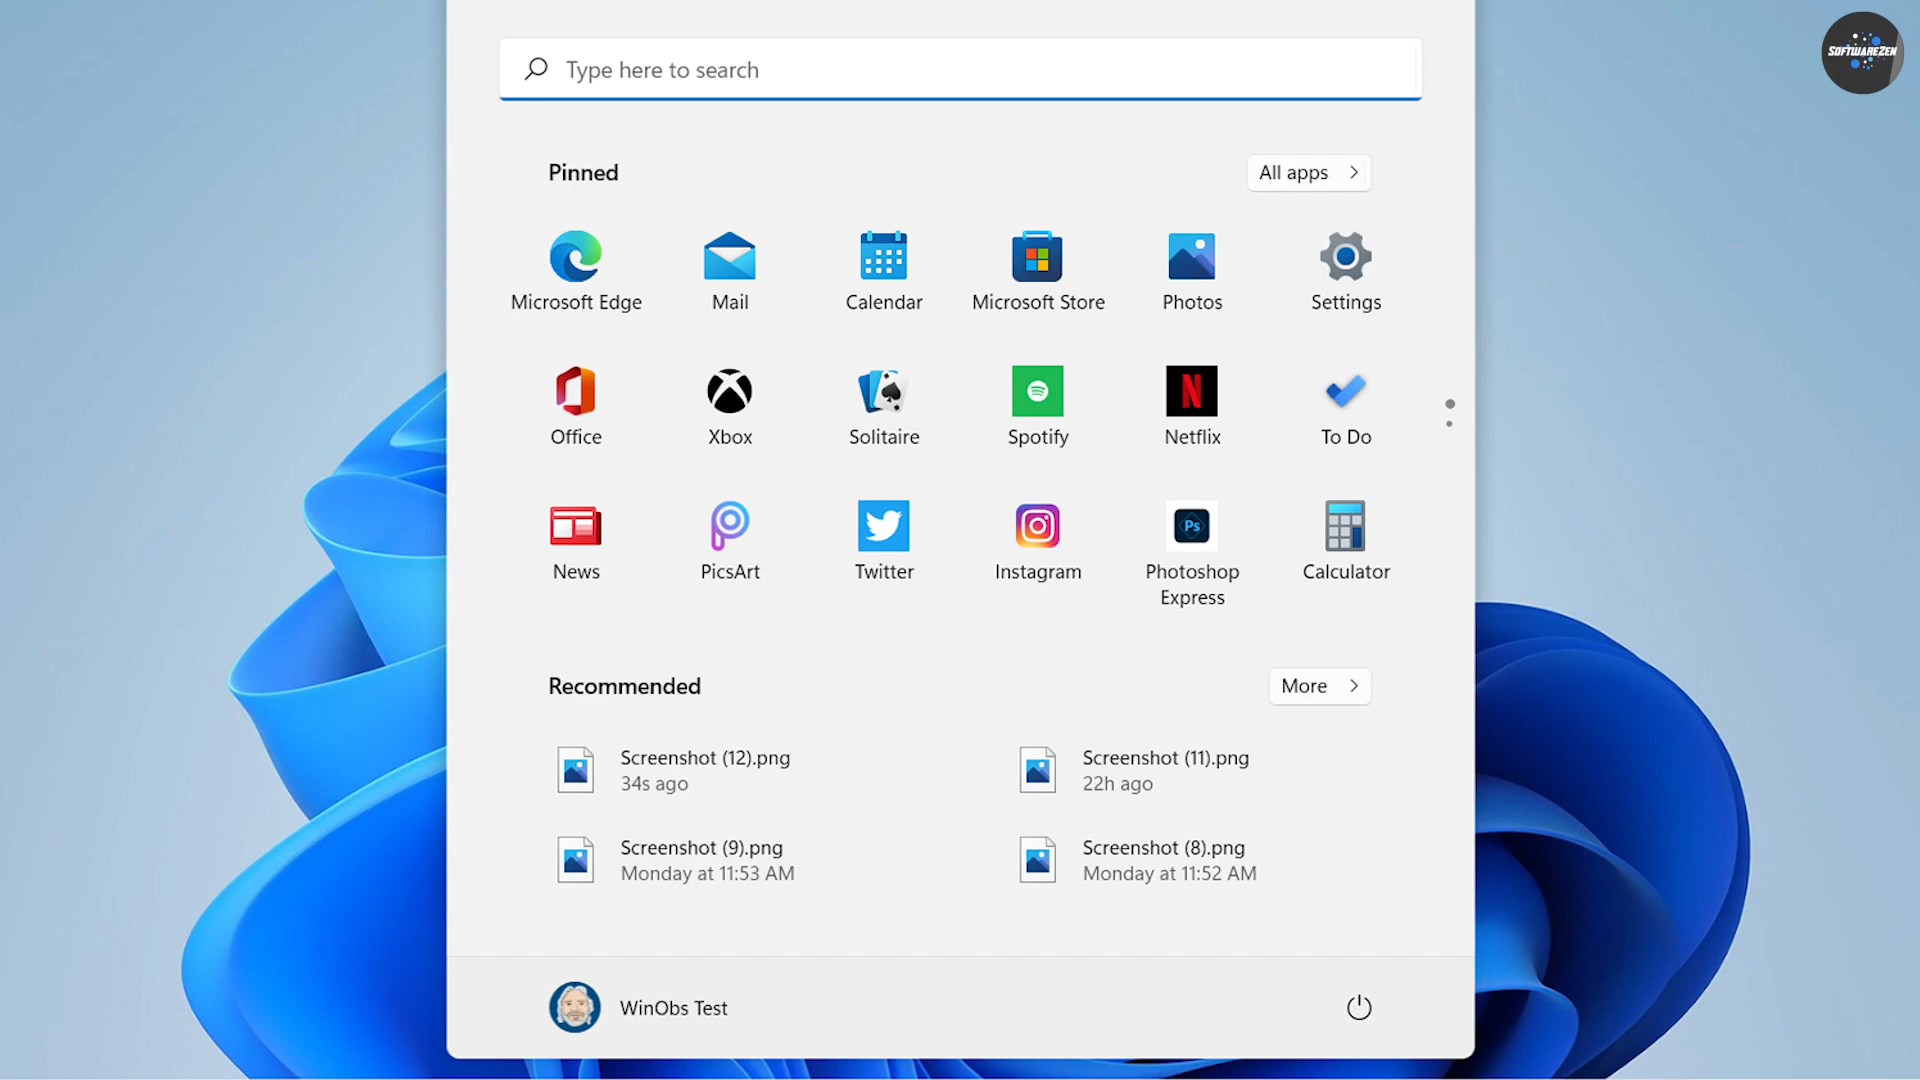 SOFTWAREZEN
Type here to search
Pinned
All apps
Microsoft Edge
Mail
Calendar
Microsoft Store
Photos
Settings
Office
Xbox
Solitaire
Spotify
Netflix
To Do
News
PicsArt
Twitter
Instagram
Ps
Photoshop
Express
Calculator
Recommended
More
Screenshot (12).png
34s ago
Screenshot (11).png
22h ago
Screenshot (9).png
Monday at 11:53 AM
Screenshot (8).png
Monday at 11:52 AM
WinObs Test